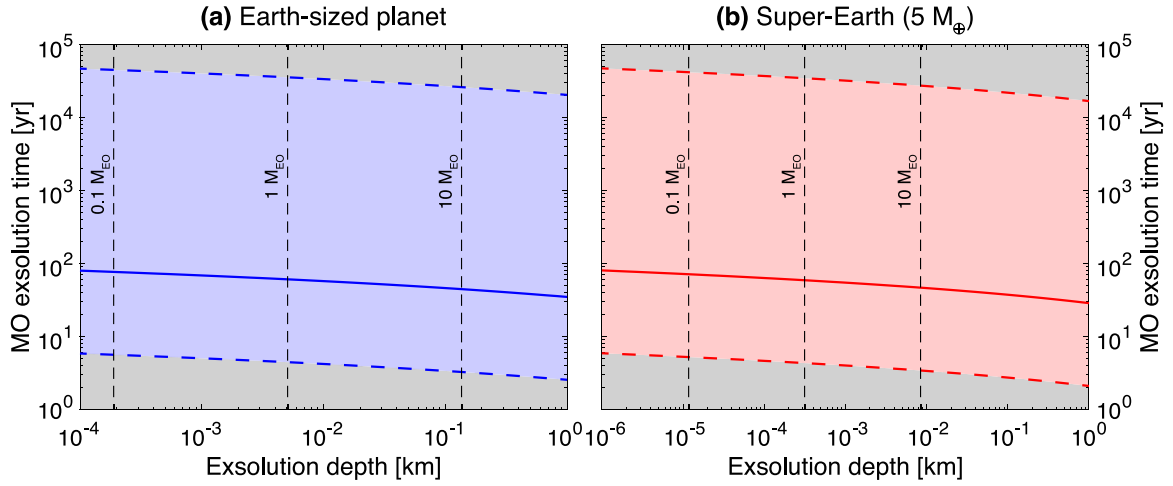 (a) Earth-sized planet
(b) Super-Earth (5 M⊕)
MO exsolution time [yr]
10^5
10^4
10^3
10^2
10^1
10^0
0.1 M_EO
1 M_EO
10 M_EO
10^-4
10^-3
10^-2
10^-1
10^0
Exsolution depth [km]
0.1 M_EO
1 M_EO
10 M_EO
10^5
10^4
10^3
10^2
10^1
10^0
MO exsolution time [yr]
10^-6
10^-5
10^-4
10^-3
10^-2
10^-1
10^0
Exsolution depth [km]